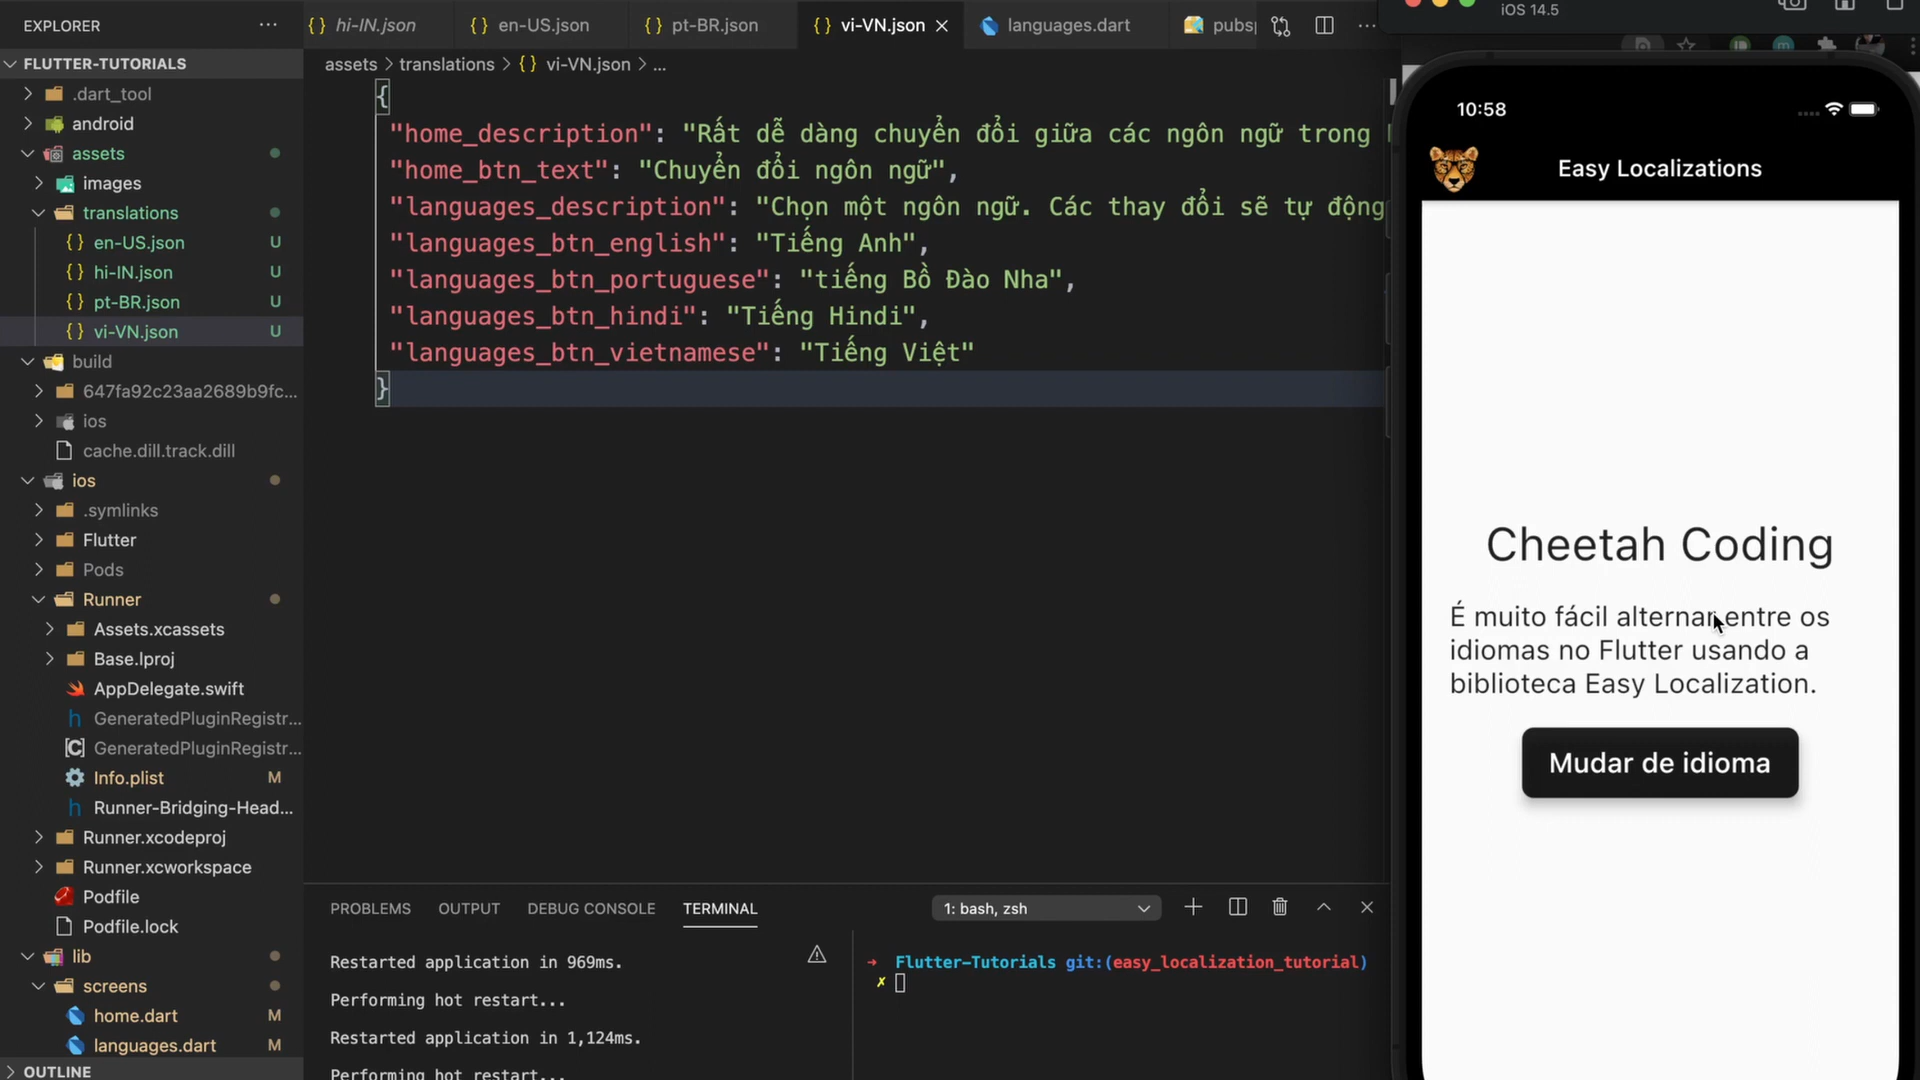 EXPLORER
FLUTTER-TUTORIALS
.dart_tool
android
assets
images
translations
en-US.json U
hi-IN.json U
pt-BR.json U
vi-VN.json U
build
647fa92c23aa2689b9fc...
ios
cache.dill.track.dill
ios
.symlinks
Flutter
Pods
Runner
Assets.xcassets
Base.lproj
AppDelegate.swift
GeneratedPluginRegistr...
GeneratedPluginRegistr...
Info.plist M
Runner-Bridging-Head...
Runner.xcodeproj
Runner.xcworkspace
Podfile
Podfile.lock
lib
screens
home.dart M
languages.dart M
OUTLINE
{} hi-IN.json {} en-US.json {} pt-BR.json {} vi-VN.json languages.dart pubsp
assets > translations > {} vi-VN.json > ...
{
"home_description": "Rất dễ dàng chuyển đổi giữa các ngôn ngữ trong
"home_btn_text": "Chuyển đổi ngôn ngữ",
"languages_description": "Chọn một ngôn ngữ. Các thay đổi sẽ tự động
"languages_btn_english": "Tiếng Anh",
"languages_btn_portuguese": "tiếng Bồ Đào Nha",
"languages_btn_hindi": "Tiếng Hindi",
"languages_btn_vietnamese": "Tiếng Việt"
}
PROBLEMS OUTPUT DEBUG CONSOLE TERMINAL 1: bash, zsh
Restarted application in 969ms.
Performing hot restart...
Restarted application in 1,124ms.
Performing hot restart...
➜ Flutter-Tutorials git:(easy_localization_tutorial)
✗
iOS 14.5
10:58
Easy Localizations
Cheetah Coding
É muito fácil alternar entre os
idiomas no Flutter usando a
biblioteca Easy Localization.
Mudar de idioma